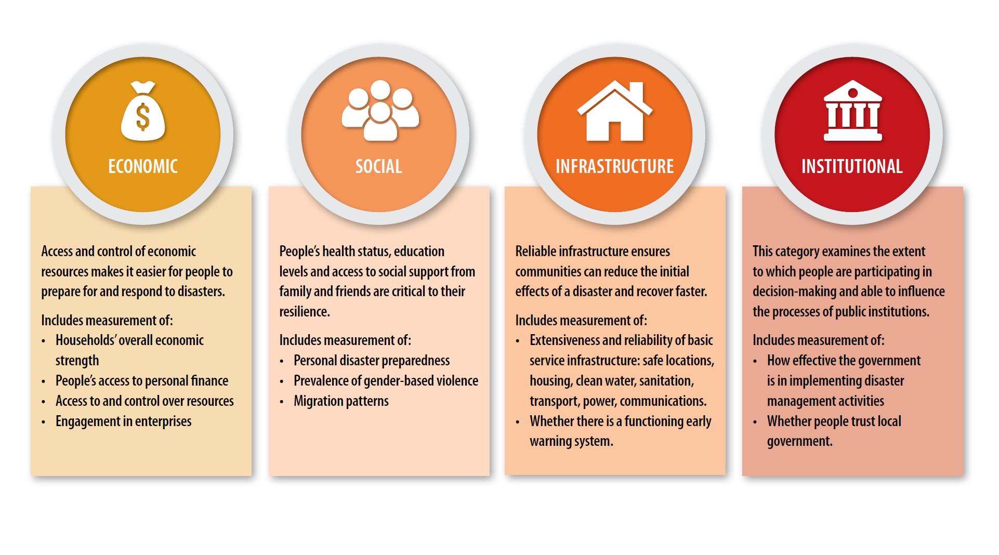 ECONOMIC
Access and control of economic
resources makes it easier for people to
prepare for and respond to disasters.
Includes measurement of:
• Households’ overall economic
strength
• People’s access to personal finance
• Access to and control over resources
• Engagement in enterprises
SOCIAL
People’s health status, education
levels and access to social support from
family and friends are critical to their
resilience.
Includes measurement of:
• Personal disaster preparedness
• Prevalence of gender-based violence
• Migration patterns
INFRASTRUCTURE
Reliable infrastructure ensures
communities can reduce the initial
effects of a disaster and recover faster.
Includes measurement of:
• Extensiveness and reliability of basic
service infrastructure: safe locations,
housing, clean water, sanitation,
transport, power, communications.
• Whether there is a functioning early
warning system.
INSTITUTIONAL
This category examines the extent
to which people are participating in
decision-making and able to influence
the processes of public institutions.
Includes measurement of:
• How effective the government
is in implementing disaster
management activities
• Whether people trust local
government.